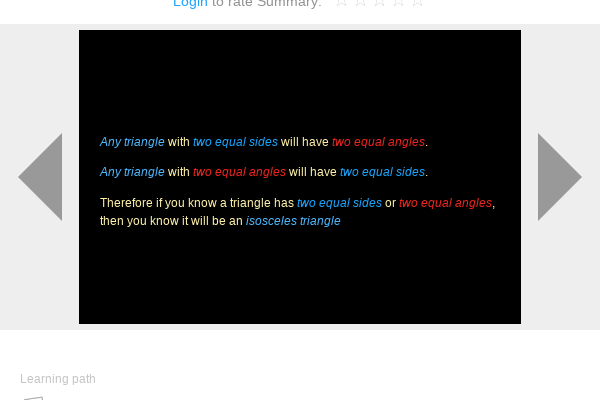 Login to rate Summary:
Any triangle with two equal sides will have two equal angles.
Any triangle with two equal angles will have two equal sides.
Therefore if you know a triangle has two equal sides or two equal angles,
then you know it will be an isosceles triangle
Learning path